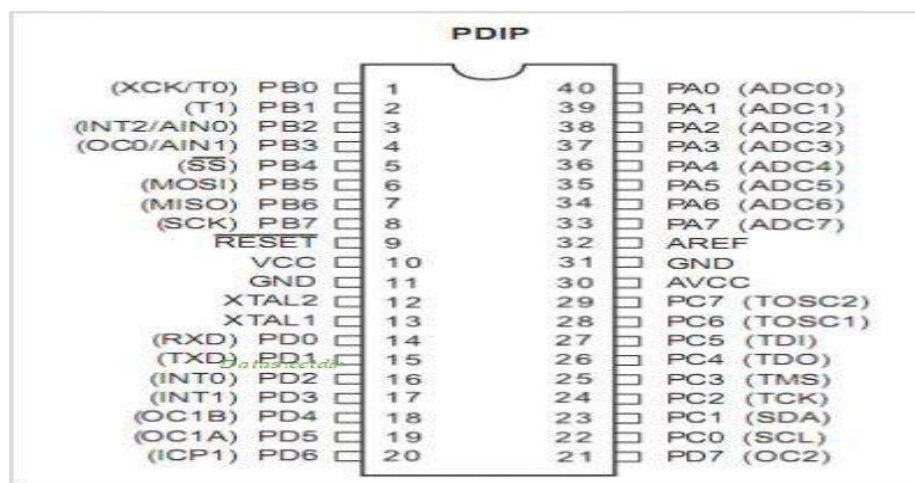 PDIP
(XCK/T0) PB0 1 40 PA0 (ADC0)
(T1) PB1 2 39 PA1 (ADC1)
(INT2/AIN0) PB2 3 38 PA2 (ADC2)
(OC0/AIN1) PB3 4 37 PA3 (ADC3)
(SS) PB4 5 36 PA4 (ADC4)
(MOSI) PB5 6 35 PA5 (ADC5)
(MISO) PB6 7 34 PA6 (ADC6)
(SCK) PB7 8 33 PA7 (ADC7)
RESET 9 32 AREF
VCC 10 31 GND
GND 11 30 AVCC
XTAL2 12 29 PC7 (TOSC2)
XTAL1 13 28 PC6 (TOSC1)
(RXD) PD0 14 27 PC5 (TDI)
(TXD) PD1 15 26 PC4 (TDO)
(INT0) PD2 16 25 PC3 (TMS)
(INT1) PD3 17 24 PC2 (TCK)
(OC1B) PD4 18 23 PC1 (SDA)
(OC1A) PD5 19 22 PC0 (SCL)
(ICP1) PD6 20 21 PD7 (OC2)